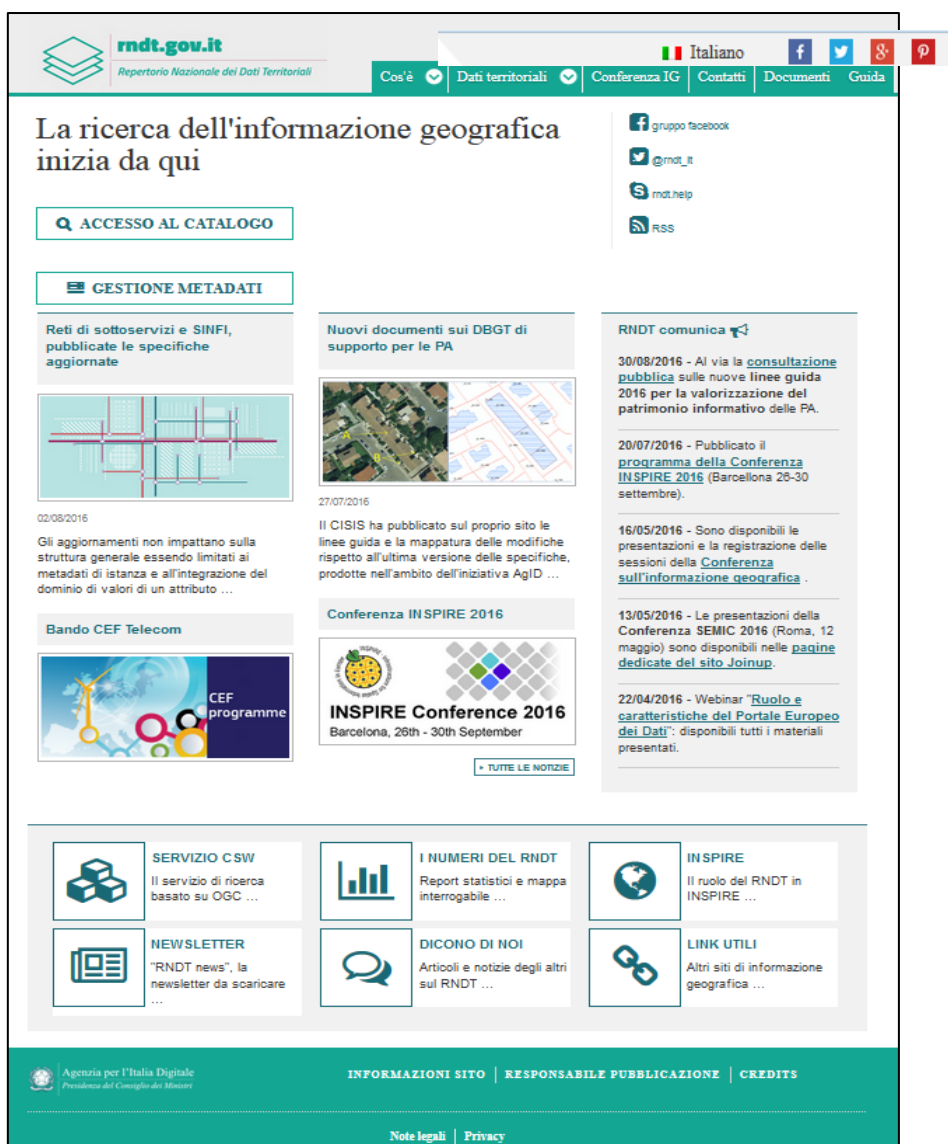 rndt.gov.it
Repertorio Nazionale dei Dati Territoriali
Italiano
Cos'è
Dati territoriali
Conferenza IG
Contatti
Documenti
Guida
La ricerca dell'informazione geografica
inizia da qui
gruppo facebook
@rndt_it
rndt.help
RSS
ACCESSO AL CATALOGO
GESTIONE METADATI
Reti di sottoservizi e SINFI,
pubblicate le specifiche
aggiornate
02/08/2016
Gli aggiornamenti non impattano sulla
struttura generale essendo limitati ai
metadati di istanza e all'integrazione del
dominio di valori di un attributo ...
Bando CEF Telecom
CEF
programme
Nuovi documenti sui DBGT di
supporto per le PA
A
B
27/07/2016
Il CISIS ha pubblicato sul proprio sito le
linee guida e la mappatura delle modifiche
rispetto all'ultima versione delle specifiche,
prodotte nell'ambito dell'iniziativa AgID ...
Conferenza INSPIRE 2016
INSPIRE Conference 2016
Barcelona, 26th - 30th September
TUTTE LE NOTIZIE
RNDT comunica
30/08/2016 - Al via la consultazione
pubblica sulle nuove linee guida
2016 per la valorizzazione del
patrimonio informativo delle PA.
20/07/2016 - Pubblicato il
programma della Conferenza
INSPIRE 2016 (Barcellona 26-30
settembre).
16/05/2016 - Sono disponibili le
presentazioni e la registrazione delle
sessioni della Conferenza
sull'informazione geografica .
13/05/2016 - Le presentazioni della
Conferenza SEMIC 2016 (Roma, 12
maggio) sono disponibili nelle pagine
dedicate del sito Joinup.
22/04/2016 - Webinar "Ruolo e
caratteristiche del Portale Europeo
dei Dati": disponibili tutti i materiali
presentati.
SERVIZIO CSW
Il servizio di ricerca
basato su OGC ...
I NUMERI DEL RNDT
Report statistici e mappa
interrogabile ...
INSPIRE
Il ruolo del RNDT in
INSPIRE ...
NEWSLETTER
"RNDT news", la
newsletter da scaricare
...
DICONO DI NOI
Articoli e notizie degli altri
sul RNDT ...
LINK UTILI
Altri siti di informazione
geografica ...
Agenzia per l'Italia Digitale
Presidenza del Consiglio dei Ministri
INFORMAZIONI SITO | RESPONSABILE PUBBLICAZIONE | CREDITS
Note legali | Privacy